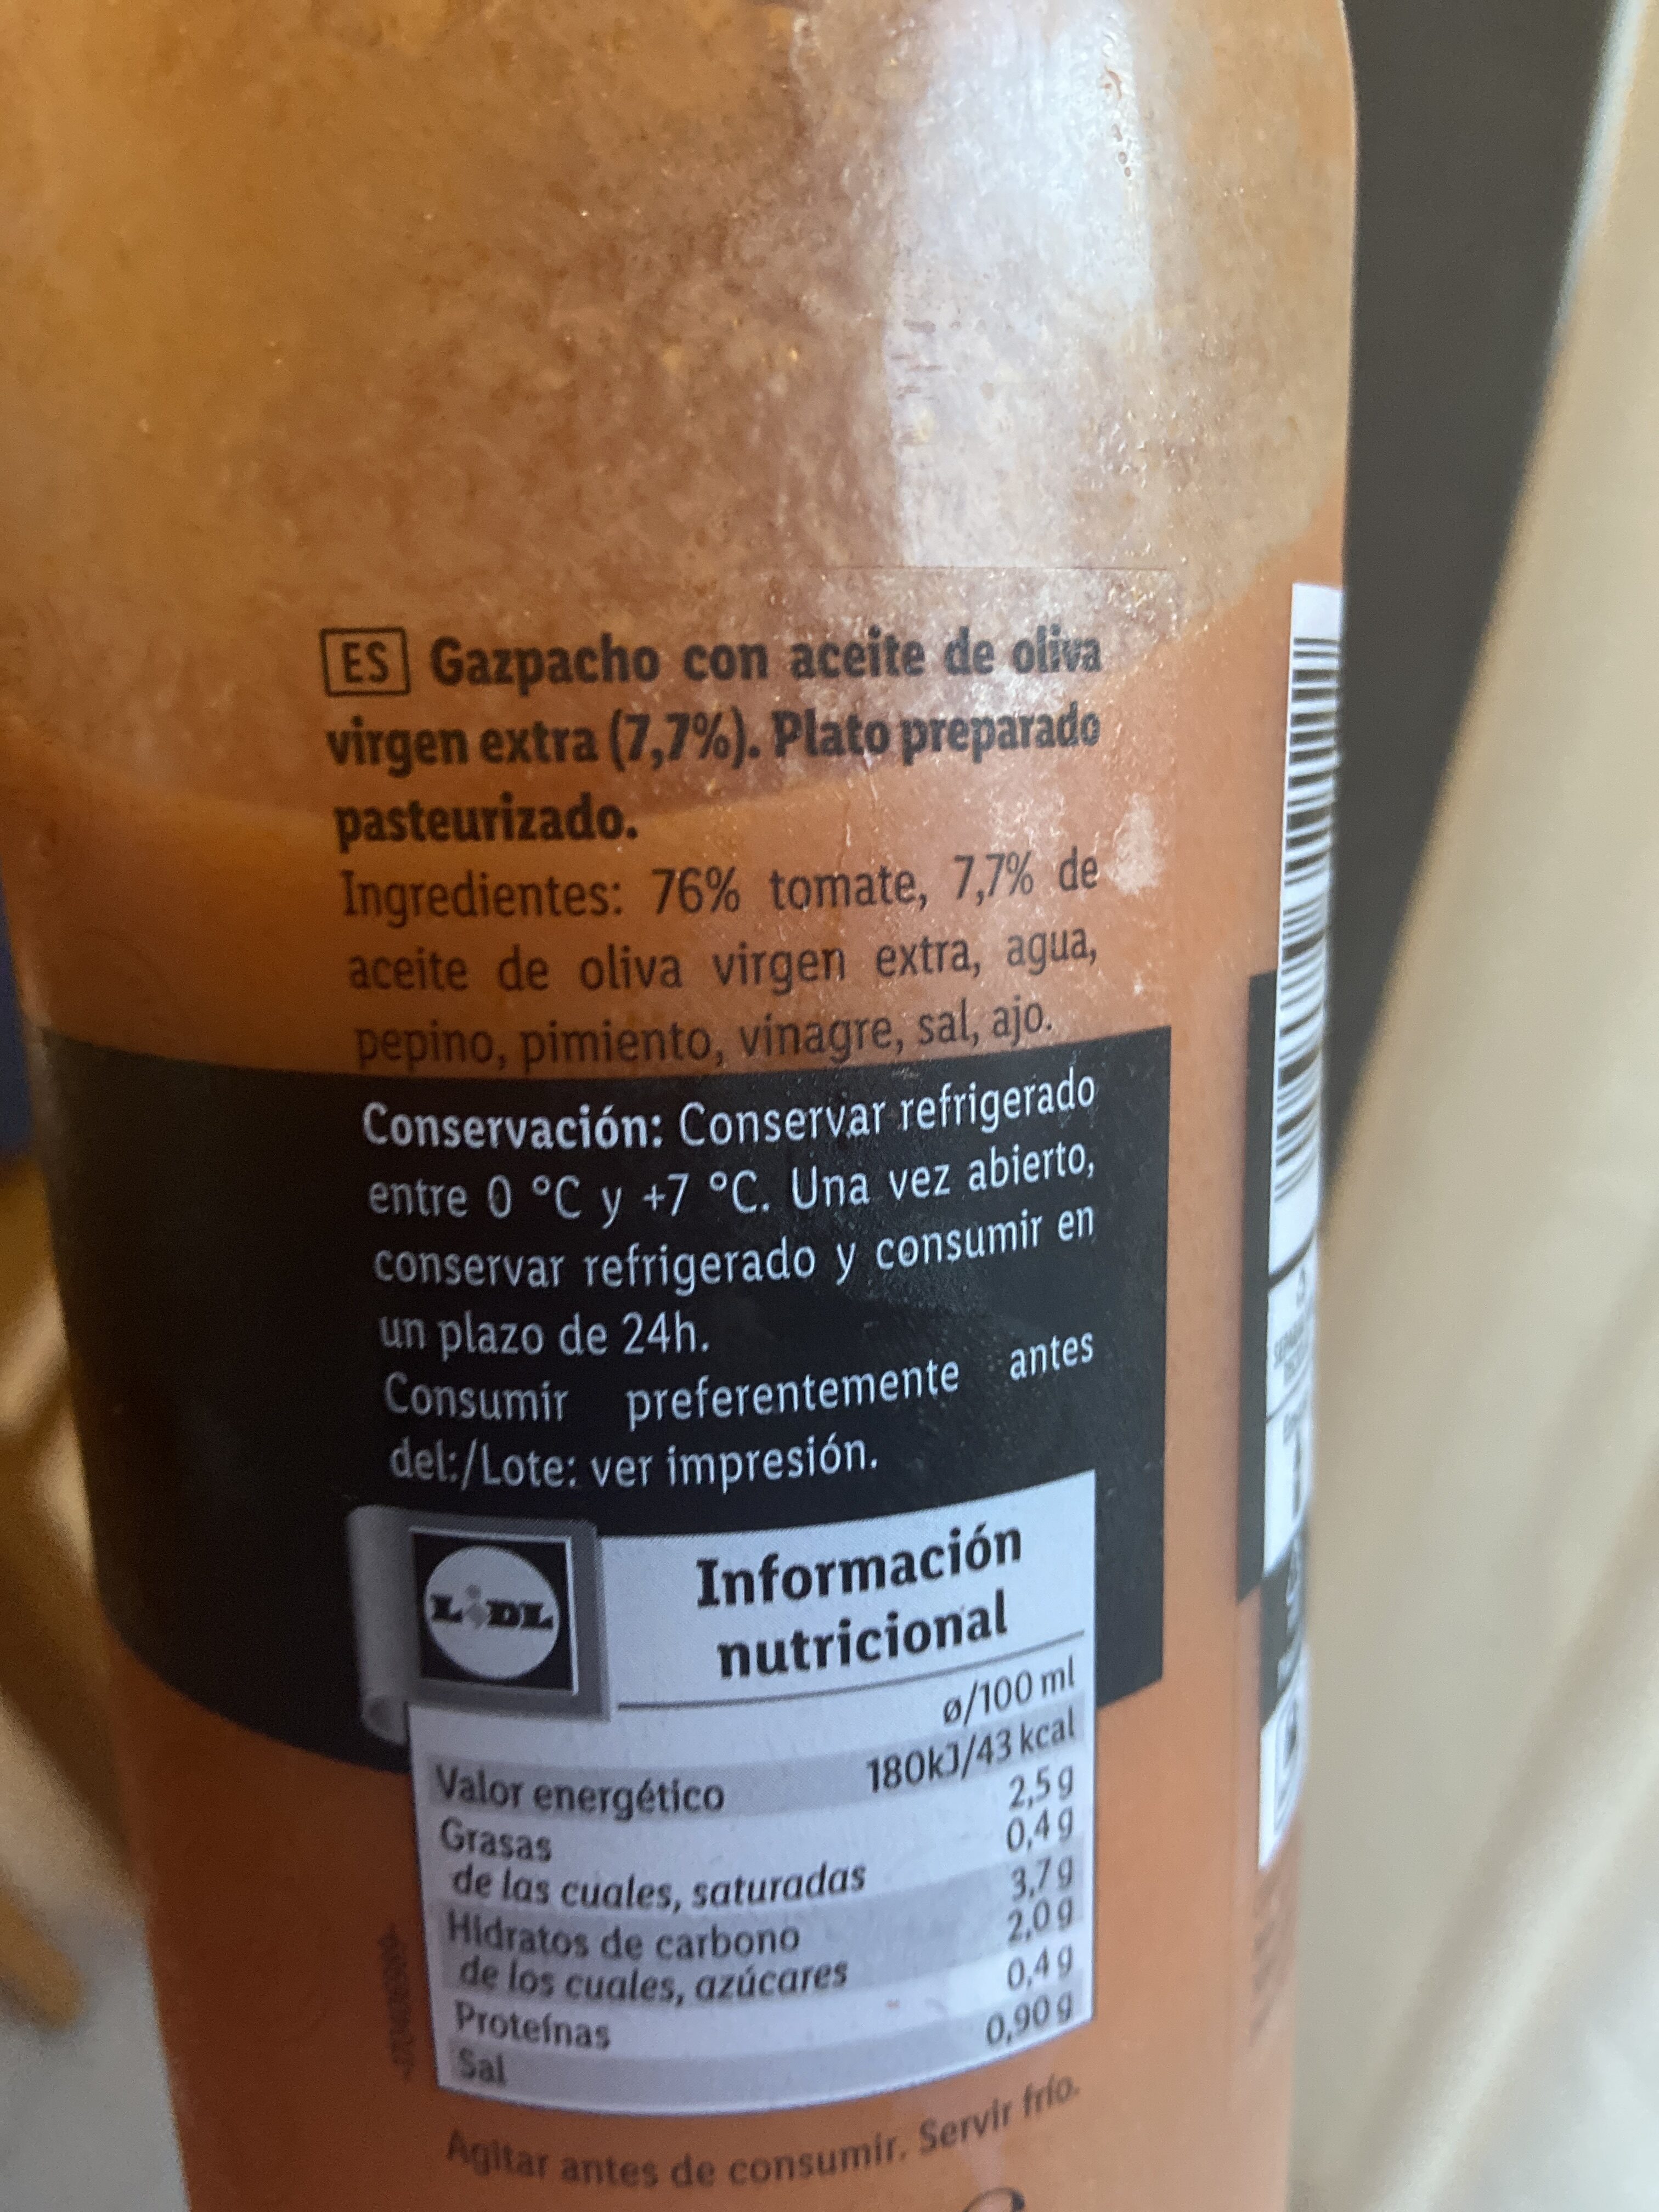 ES Gazpacho con aceite de oliva
virgen extra (7,7%). Plato preparado
pasteurizado.
Ingredientes: 76% tomate, 7,7% de
aceite de oliva virgen extra, agua,
pepino, pimiento, vinagre, sal, ajo.
Conservación: Conservar refrigerado
entre 0 °C y +7 °C. Una vez abierto,
conservar refrigerado y consumir en
un plazo de 24h.
Consumir preferentemente antes
del:/Lote: ver impresión.
LIDL
Información
nutricional
ø/100 ml
Valor energético 180kJ/43 kcal
Grasas 2,5 g
de las cuales, saturadas 0,4 g
Hidratos de carbono 3,7 g
de los cuales, azúcares 2,0 g
Proteínas 0,4 g
Sal 0,90 g
Agitar antes de consumir. Servir frío.